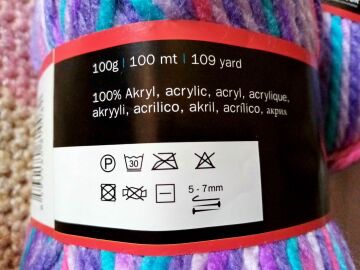 100g | 100 mt | 109 yard
100% Akryl, acrylic, acryl, acrylique,
akryyli, acrilico, akril, acrílico, акрил
P 30
5 - 7mm